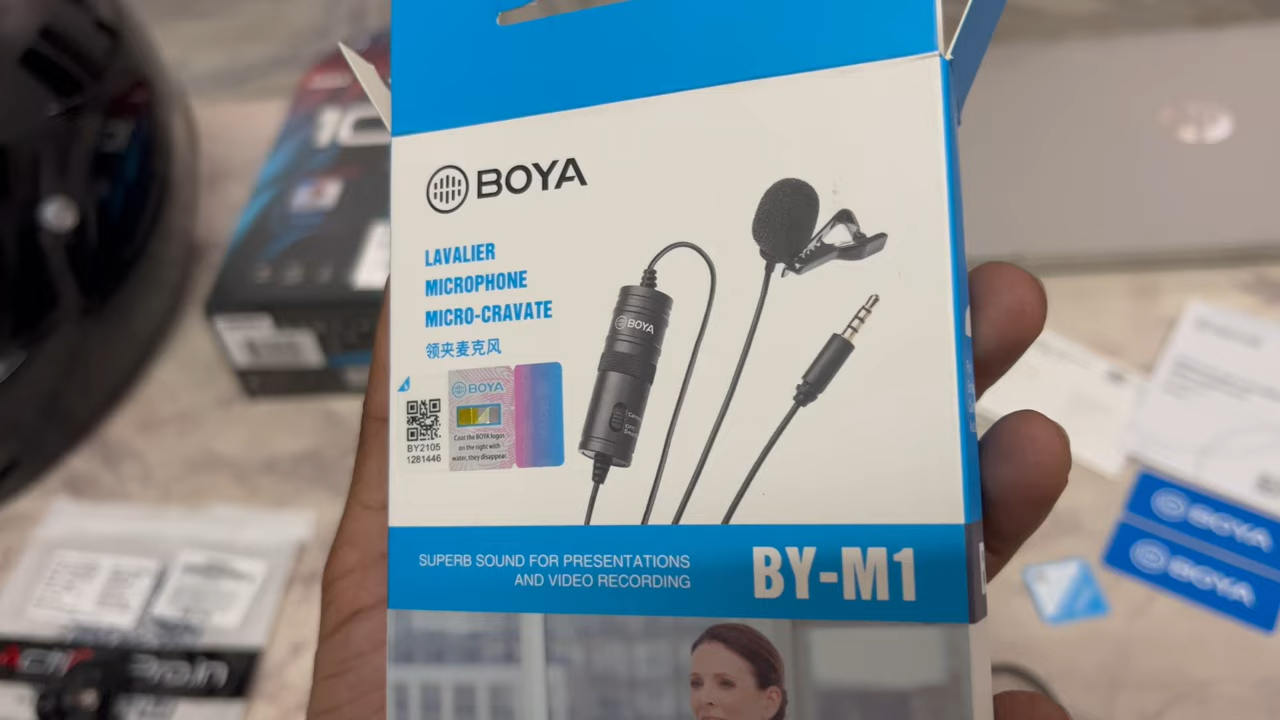 BOYA
LAVALIER
MICROPHONE
MICRO-CRAVATE
领夹麦克风
BOYA
Coat the BOYA logos
on the right with
water, they disappear.
BY2105
1281446
BOYA
SUPERB SOUND FOR PRESENTATIONS
AND VIDEO RECORDING
BY-M1
BOYA
BOYA